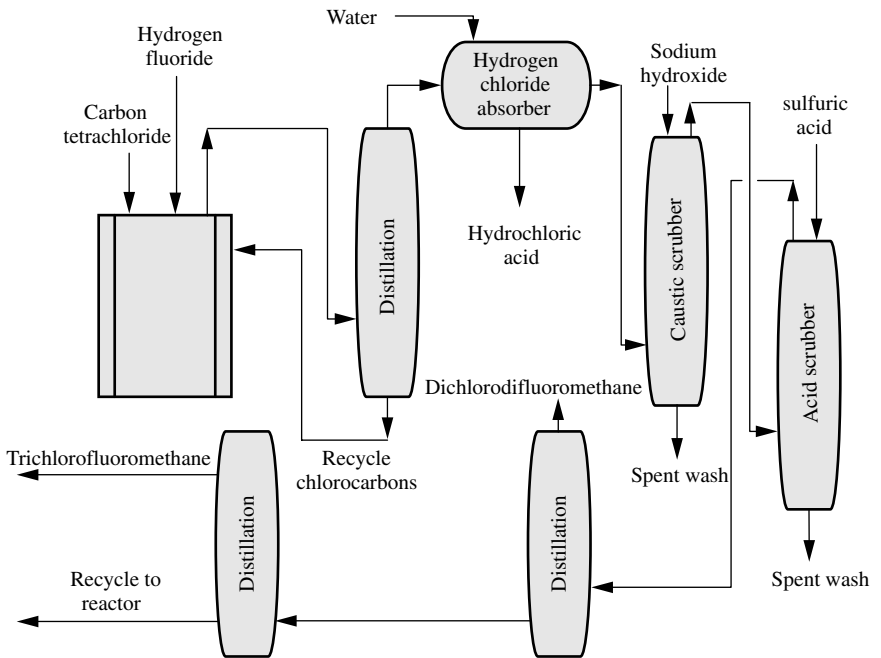 Water
Hydrogen
fluoride
Hydrogen
chloride
absorber
Sodium
hydroxide
Carbon
tetrachloride
sulfuric
acid
Distillation
Hydrochloric
acid
Caustic scrubber
Acid scrubber
Dichlorodifluoromethane
Trichlorofluoromethane
Recycle
chlorocarbons
Spent wash
Distillation
Distillation
Recycle to
reactor
Spent wash